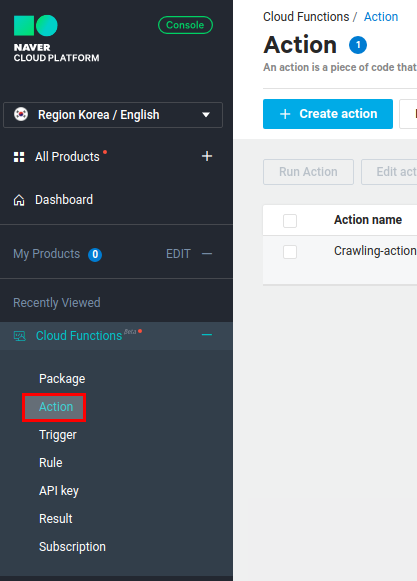 NAVER
CLOUD PLATFORM
Console
Region Korea / English
All Products
Dashboard
My Products 0 EDIT
Recently Viewed
Cloud Functions Beta
Package
Action
Trigger
Rule
API key
Result
Subscription
Cloud Functions / Action
Action 1
An action is a piece of code that
+ Create action
Run Action
Edit act
Action name
Crawling-action